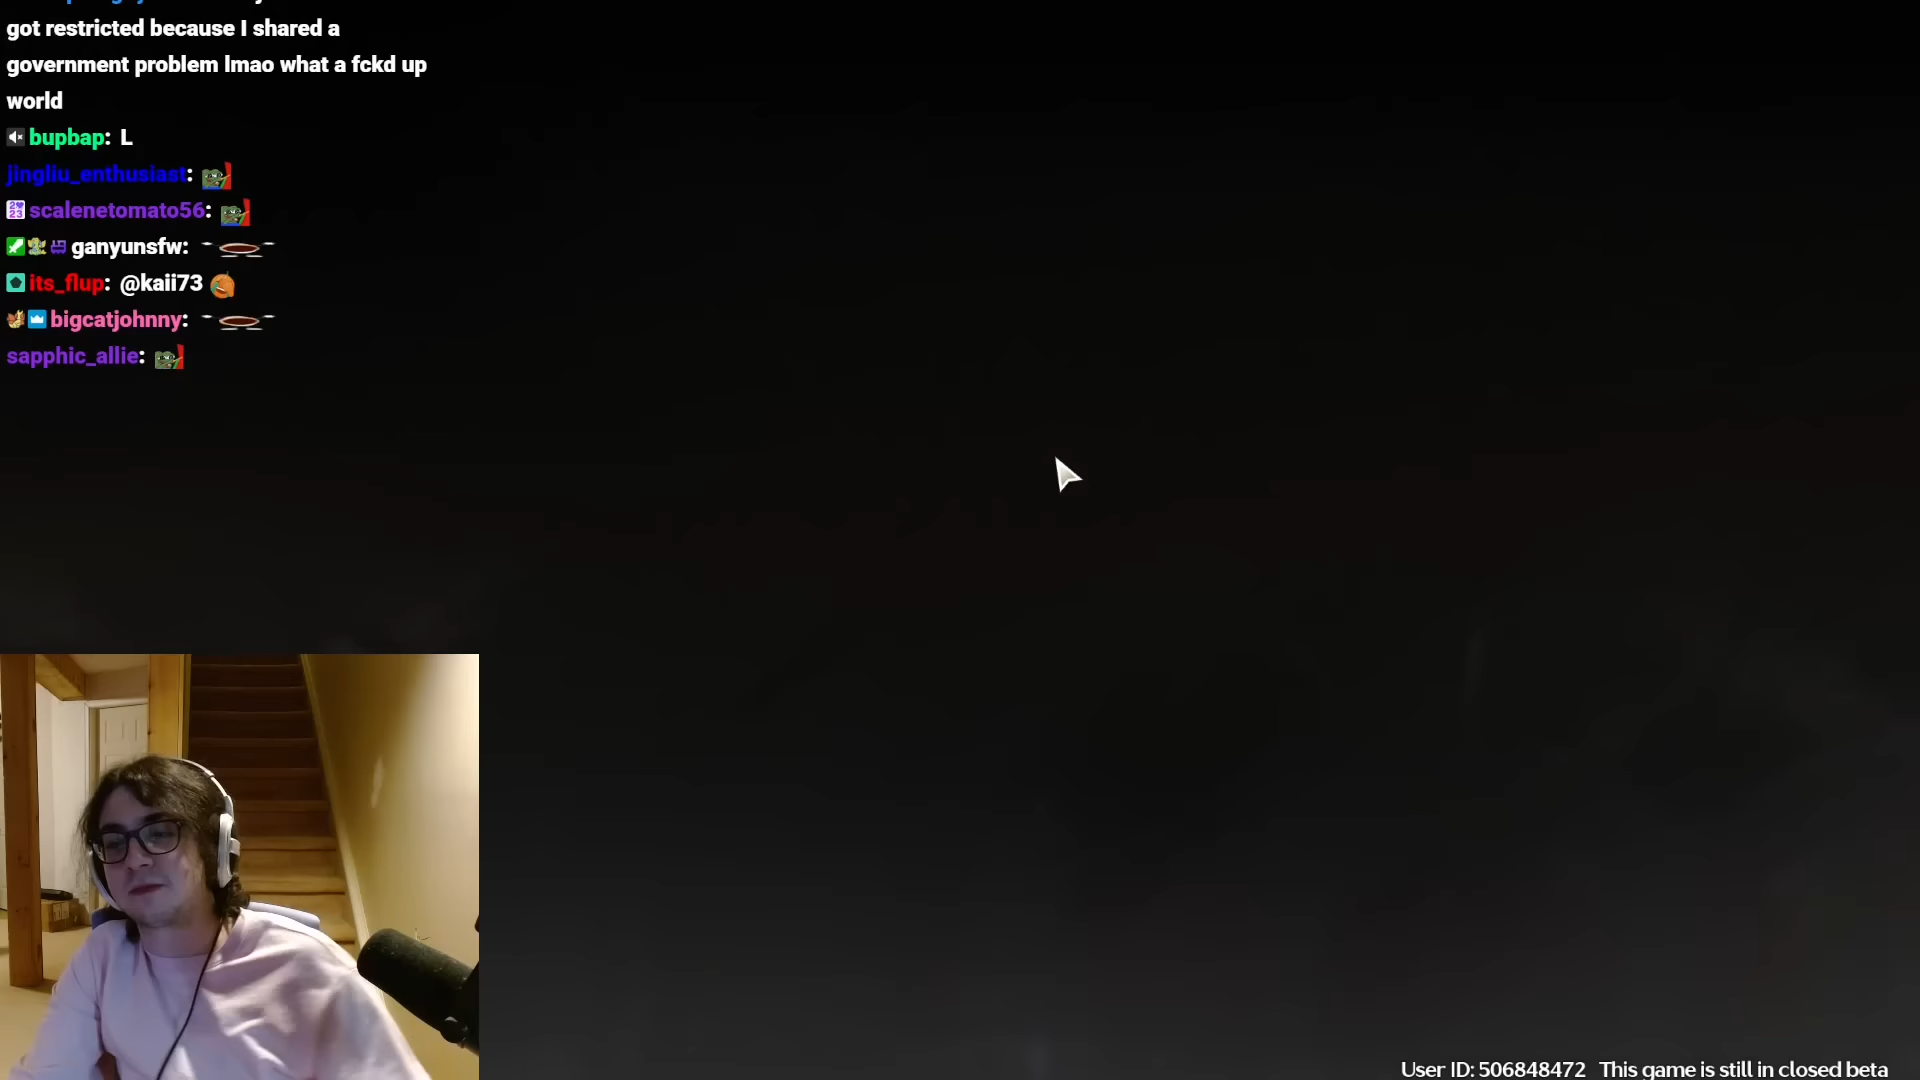 got restricted because I shared a
government problem lmao what a fckd up
world
bupbap: L
jingliu_enthusiast:
scalenetomato56:
ganyunsfw:
its_flup: @kaii73
bigcatjohnny:
sapphic_allie:
User ID: 506848472 This game is still in closed beta